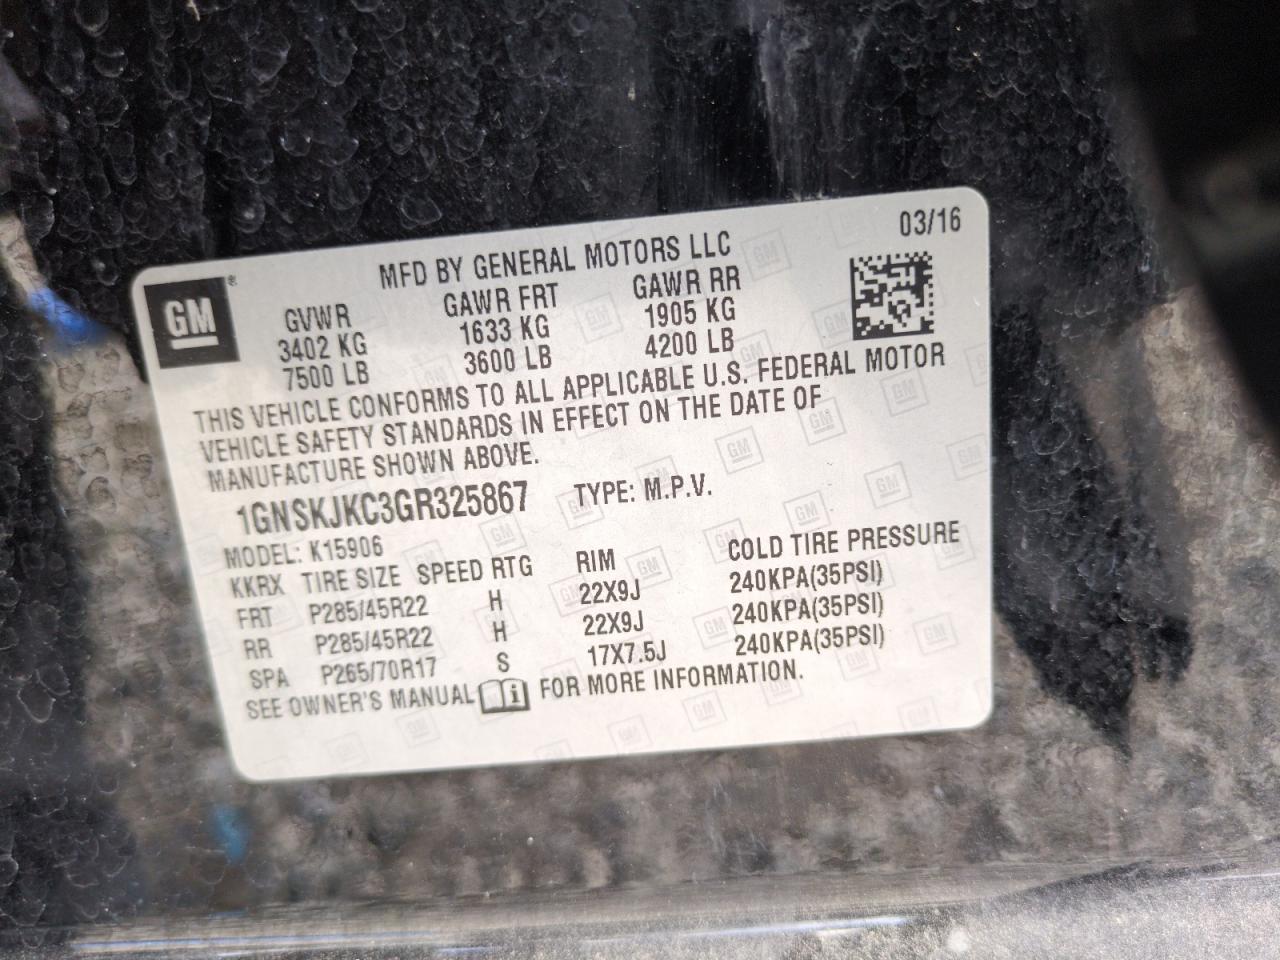 03/16
MFD BY GENERAL MOTORS LLC
GM®
GVWR GAWR FRT GAWR RR
3402 KG 1633 KG 1905 KG
7500 LB 3600 LB 4200 LB
THIS VEHICLE CONFORMS TO ALL APPLICABLE U.S. FEDERAL MOTOR
VEHICLE SAFETY STANDARDS IN EFFECT ON THE DATE OF
MANUFACTURE SHOWN ABOVE.
1GNSKJKC3GR325867 TYPE: M.P.V.
MODEL: K15906
KKRX TIRE SIZE SPEED RTG RIM COLD TIRE PRESSURE
FRT P285/45R22 H 22X9J 240KPA(35PSI)
RR P285/45R22 H 22X9J 240KPA(35PSI)
SPA P265/70R17 S 17X7.5J 240KPA(35PSI)
SEE OWNER'S MANUAL FOR MORE INFORMATION.